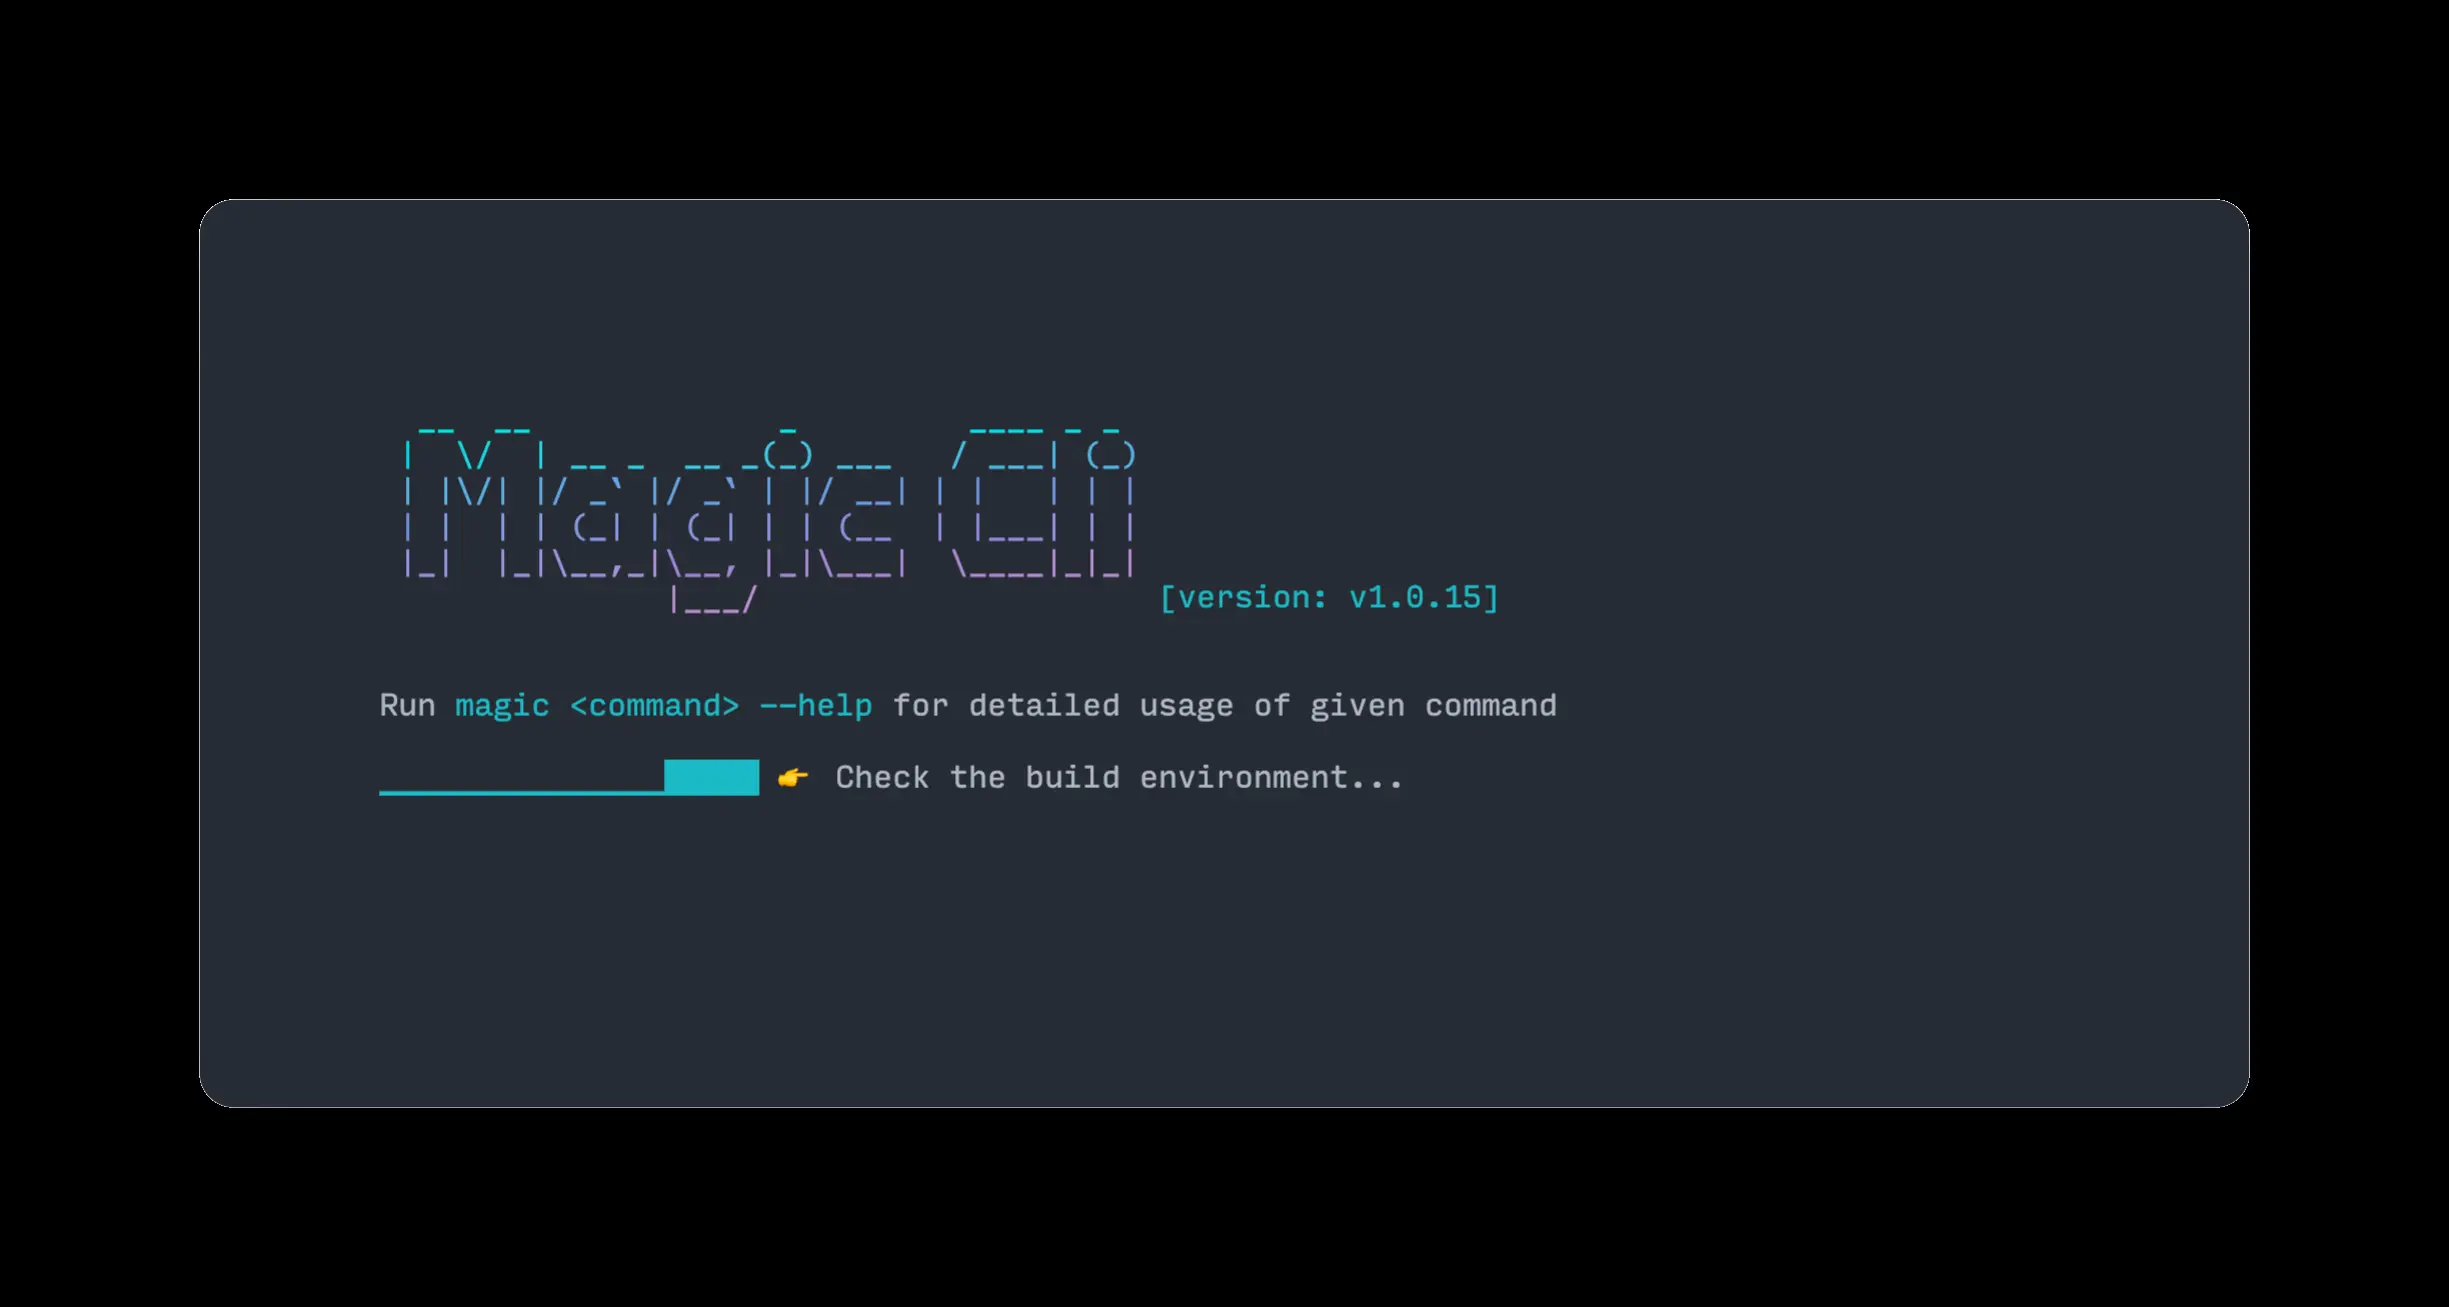 Magic Cli
[version: v1.0.15]
Run magic <command> --help for detailed usage of given command
👉 Check the build environment...